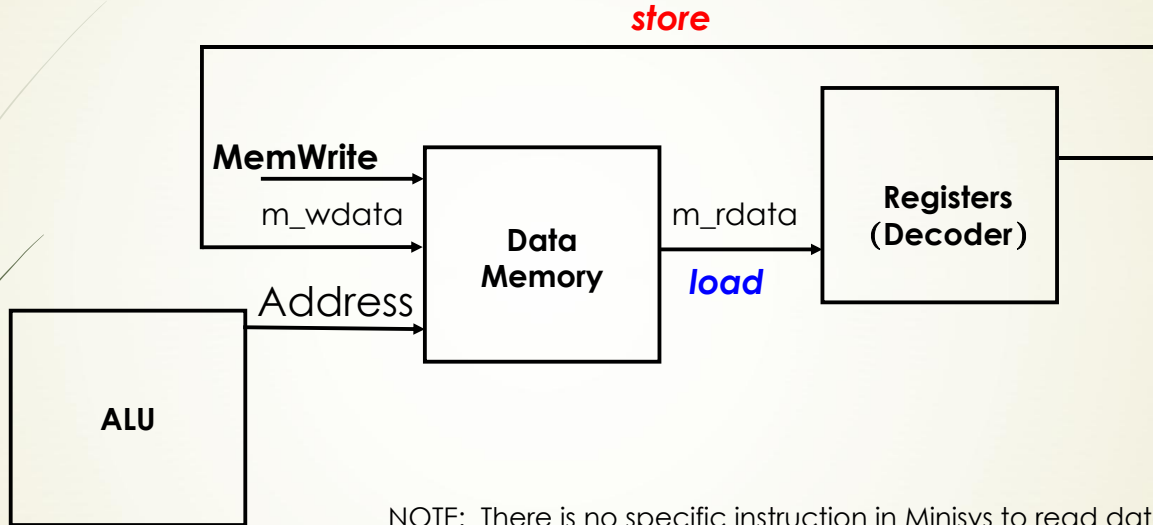 store
MemWrite
m_wdata
Address
Data
Memory
m_rdata
load
Registers
(Decoder)
ALU
NOTE: There is no specific instruction in Minisys to read